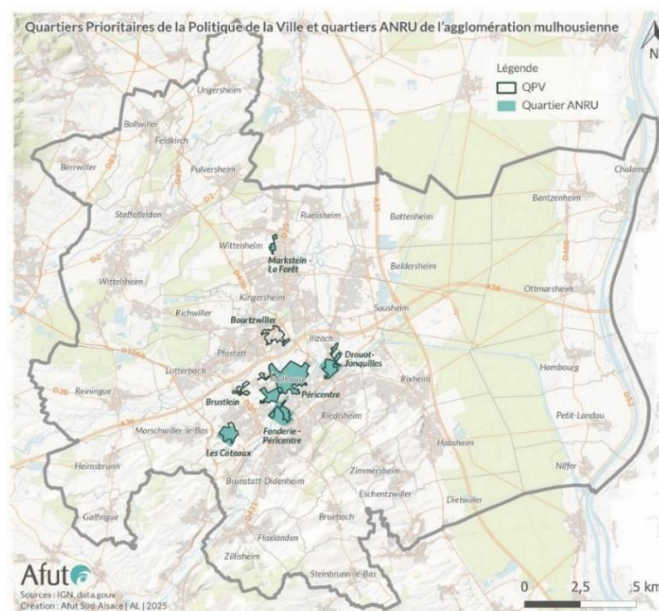 Quartiers Prioritaires de la Politique de la Ville et quartiers ANRU de l'agglomération mulhousienne
N
Légende
QPV
Quartier ANRU
Ungersheim
Bollwiller
Feldkirch
Berrwiller
Pulversheim
Chalampé
Bantzenheim
Staffelfelden
Ruelisheim
Battenheim
Wittenheim
Markstein -
La Forêt
Baldersheim
Wittelsheim
Ottmarsheim
Kingersheim
Richwiller
Sausheim
Bourtzwiller
Illzach
Pfastatt
Drouot-
Jonquilles
Lutterbach
Hombourg
Reiningue
Rixheim
Brustlein
Péricentre
Petit-Landau
Morschwiller-le-Bas
Riedisheim
Fonderie -
Péricentre
Habsheim
Les Coteaux
Heimsbrunn
Niffer
Zimmersheim
Brunstatt-Didenheim
Eschentzwiller
Dietwiller
Galfingue
Bruebach
Flaxlanden
Zillisheim
Steinbrunn-le-Bas
Afut
Sources : IGN, data.gouv
Création : Afut Sud-Alsace | AL | 2025
0 2,5 5 km